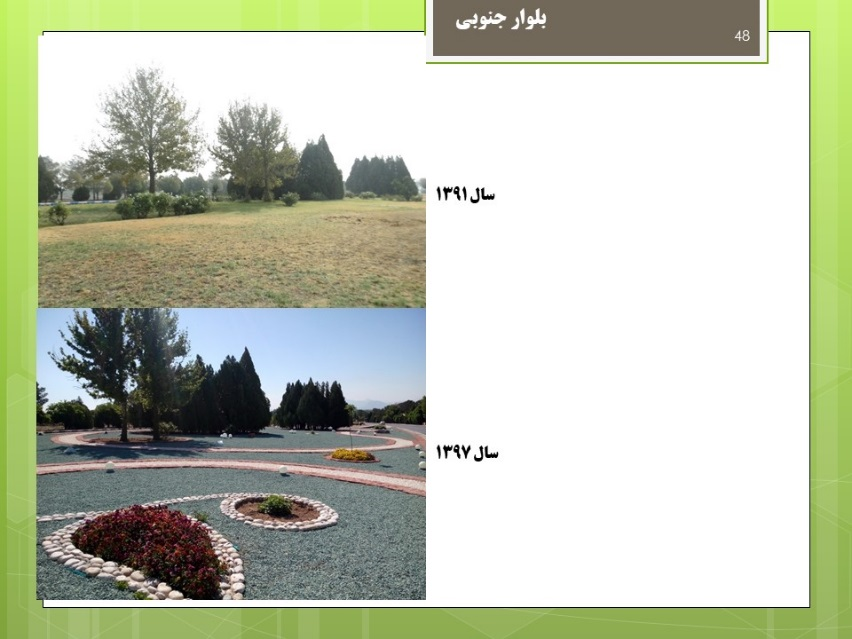 بلوار جنوبی
48
سال ۱۳۹۱
سال ۱۳۹۷